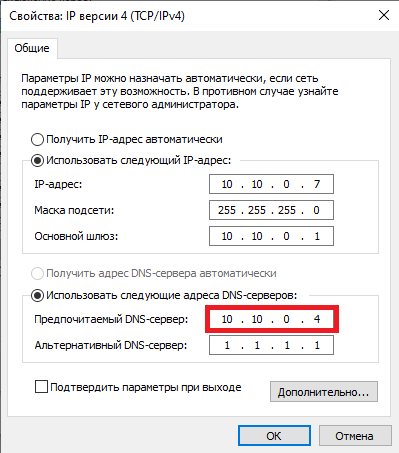 Свойства: IP версии 4 (TCP/IPv4)
Общие
Параметры IP можно назначать автоматически, если сеть
поддерживает эту возможность. В противном случае узнайте
параметры IP у сетевого администратора.
Получить IP-адрес автоматически
Использовать следующий IP-адрес:
IP-адрес: 10 . 10 . 0 . 7
Маска подсети: 255 . 255 . 255 . 0
Основной шлюз: 10 . 10 . 0 . 1
Получить адрес DNS-сервера автоматически
Использовать следующие адреса DNS-серверов:
Предпочитаемый DNS-сервер: 10 . 10 . 0 . 4
Альтернативный DNS-сервер: 1 . 1 . 1 . 1
Подтвердить параметры при выходе
Дополнительно...
ОК Отмена